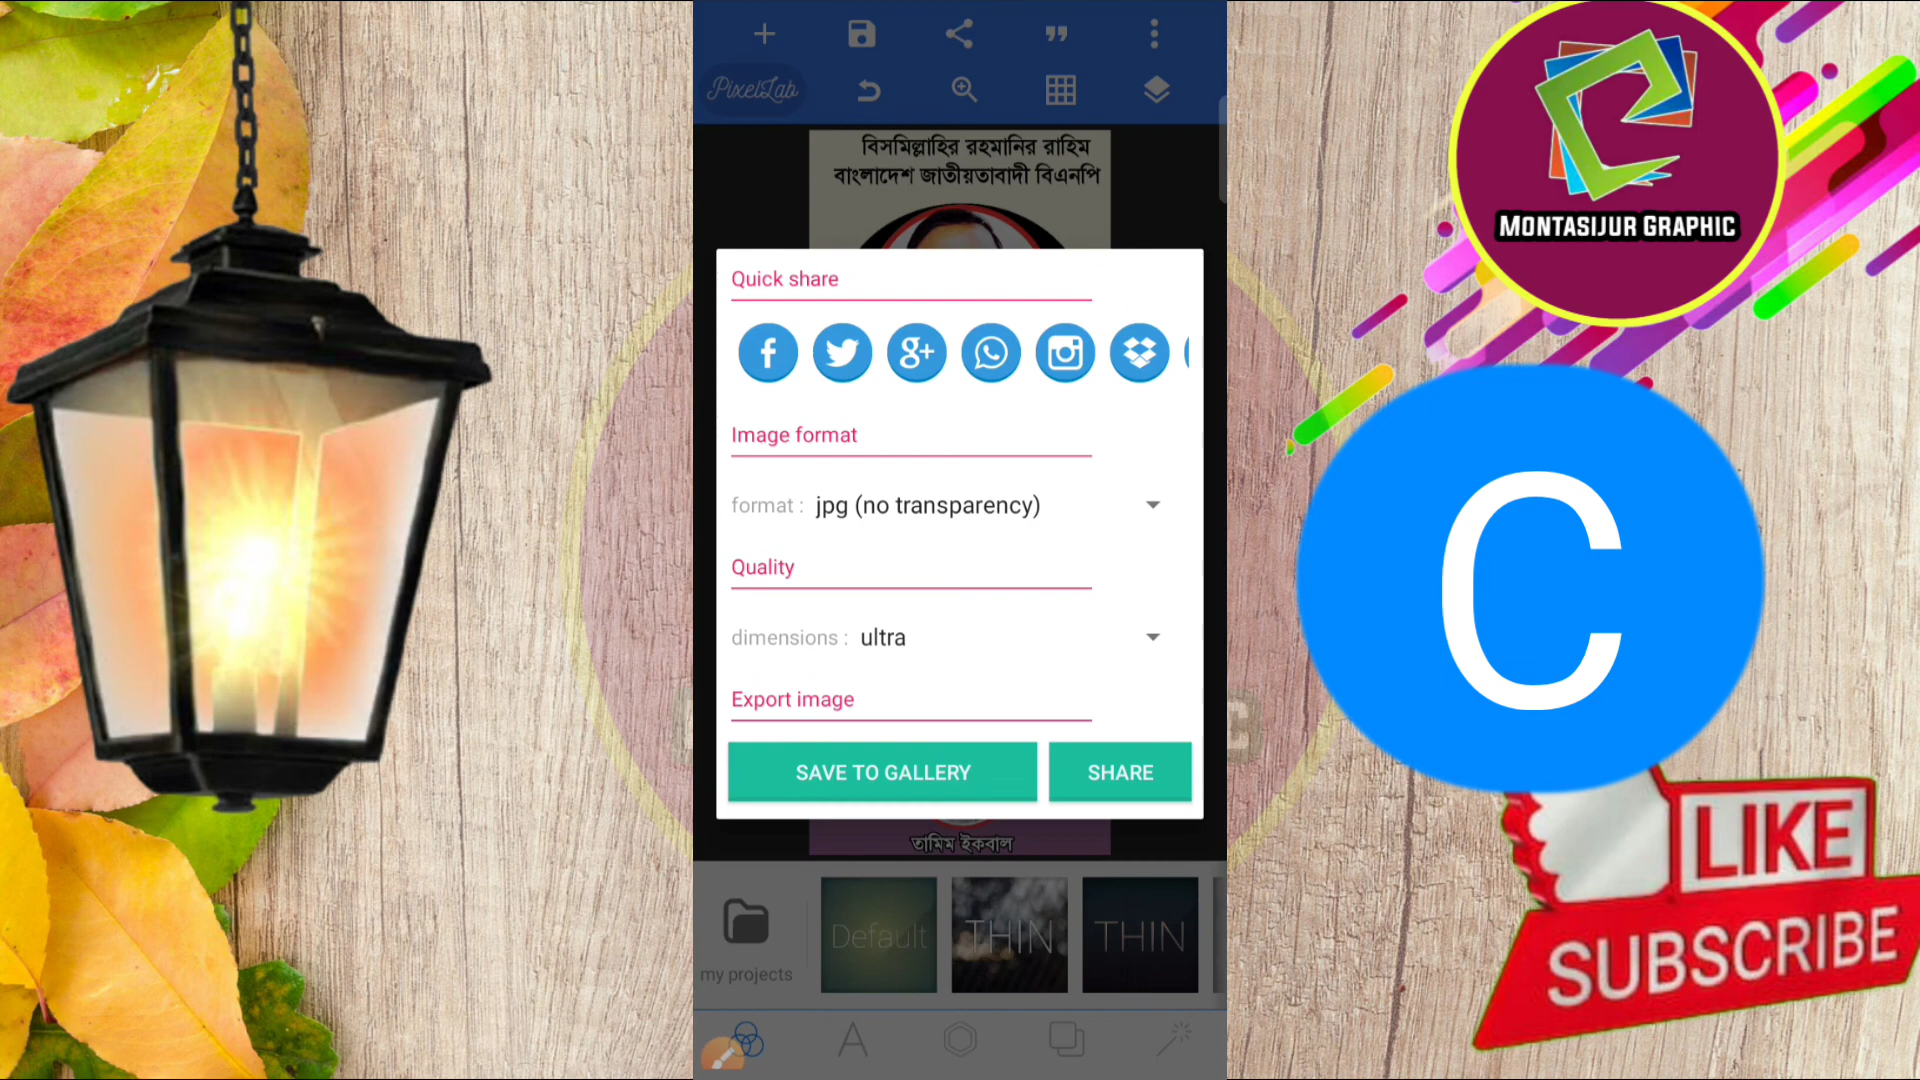 PixelLab
বিসমিল্লাহির রহমানির রাহিম
বাংলাদেশ জাতীয়তাবাদী বিএনপি
Quick share
Image format
format : jpg (no transparency)
Quality
dimensions : ultra
Export image
SAVE TO GALLERY
SHARE
তামিম ইকবাল
my projects
Default
THIN
THIN
MONTASIJUR GRAPHIC
C
LIKE
SUBSCRIBE